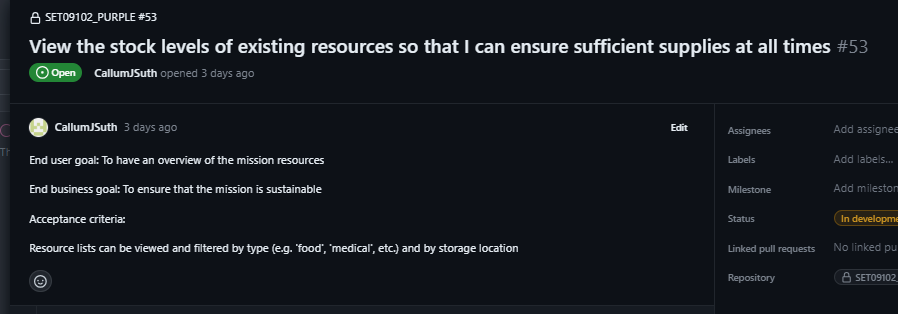 SET09102_PURPLE #53
View the stock levels of existing resources so that I can ensure sufficient supplies at all times #53
Open CallumJSuth opened 3 days ago
CallumJSuth 3 days ago Edit
End user goal: To have an overview of the mission resources
End business goal: To ensure that the mission is sustainable
Acceptance criteria:
Resource lists can be viewed and filtered by type (e.g. 'food', 'medical', etc.) and by storage location
Assignees Add assignee
Labels Add labels...
Milestone Add mileston
Status In developme
Linked pull requests No linked pu
Repository SET09102_